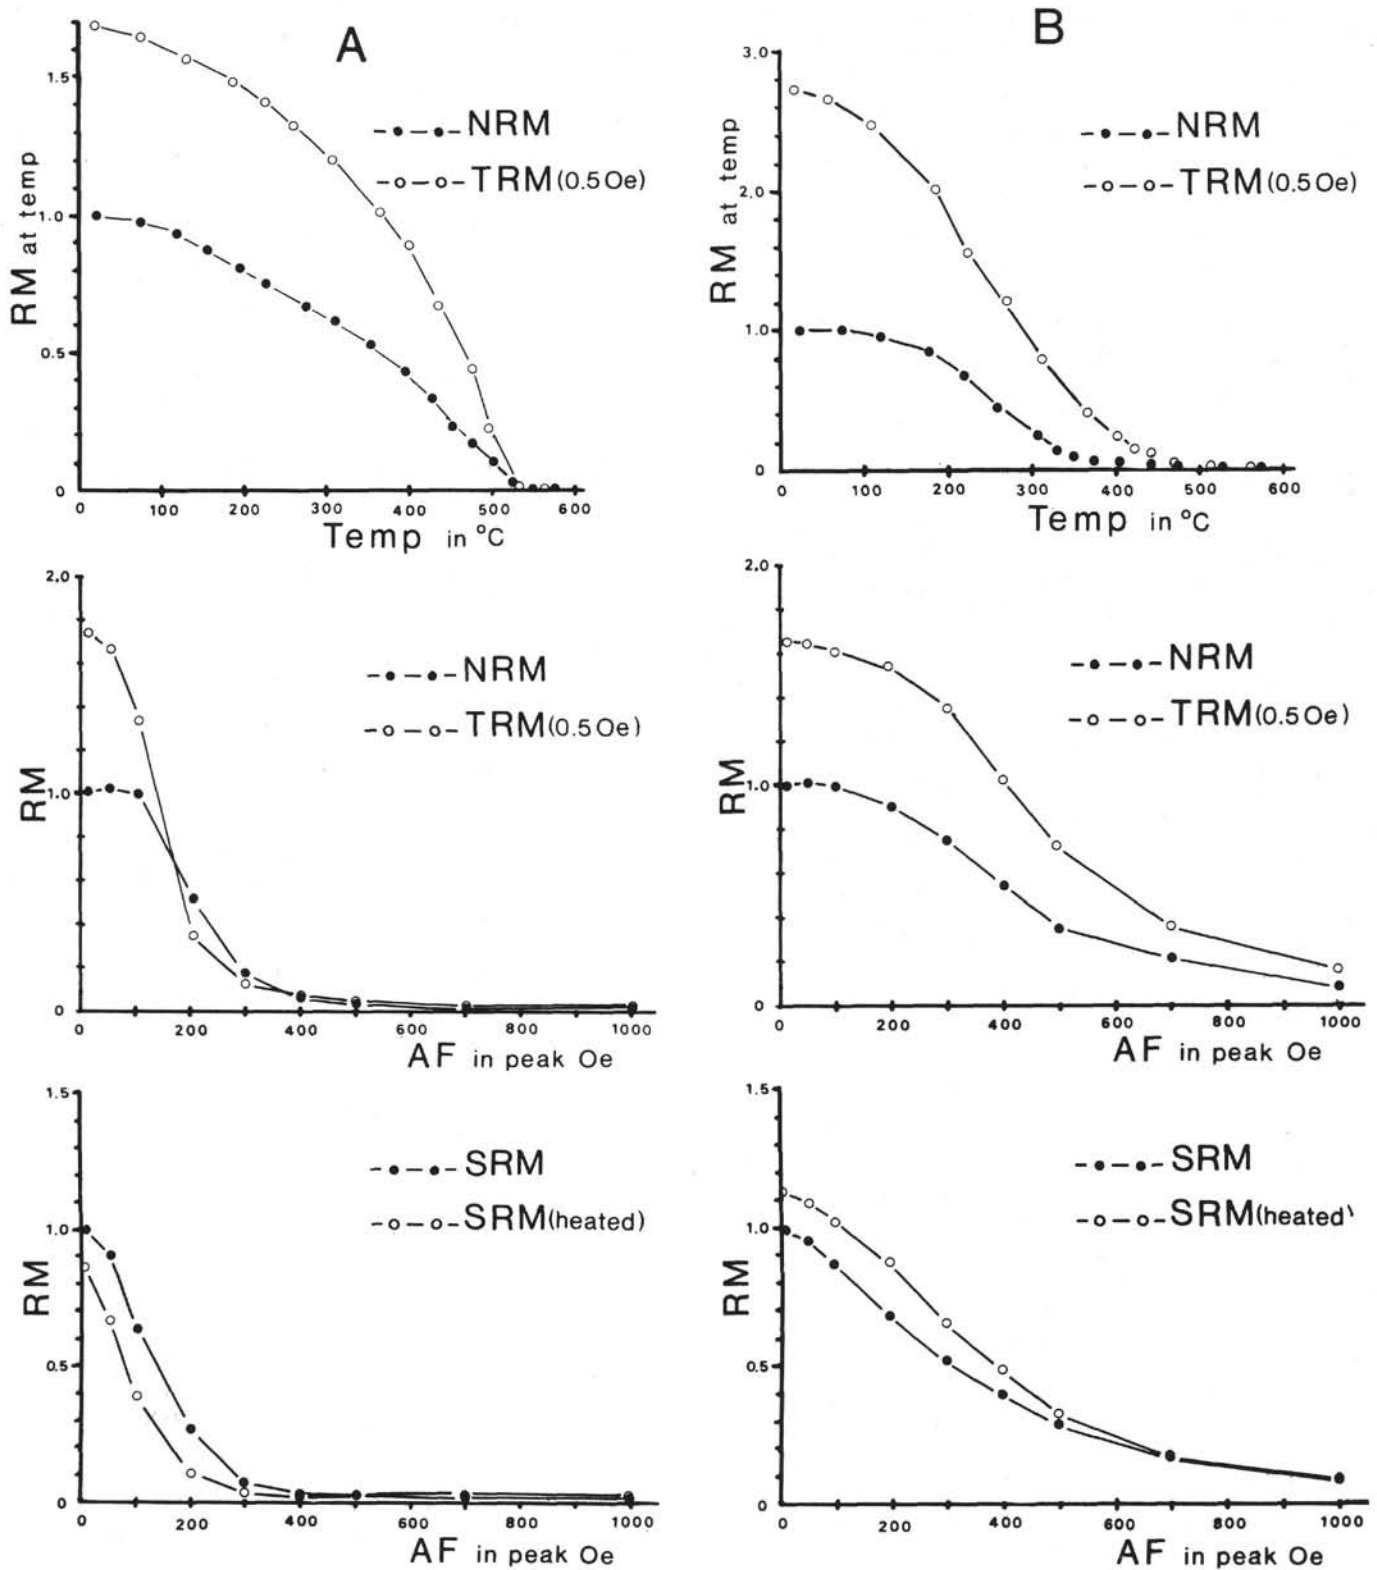 A
1.5
1.0
0.5
0
RM at temp
NRM
TRM (0.5 Oe)
100 200 300 400 500 600
Temp in °C
B
3.0
2.0
1.0
0
RM at temp
NRM
TRM (0.5 Oe)
0 100 200 300 400 500 600
Temp in °C
2.0
1.0
0
RM
NRM
TRM (0.5 Oe)
0 200 400 600 800 1000
AF in peak Oe
2.0
1.0
0
RM
NRM
TRM (0.5 Oe)
0 200 400 600 800 1000
AF in peak Oe
1.5
1.0
0.5
0
RM
SRM
SRM (heated)
0 200 400 600 800 1000
AF in peak Oe
1.5
1.0
0.5
0
RM
SRM
SRM (heated)
0 200 400 600 800 1000
AF in peak Oe